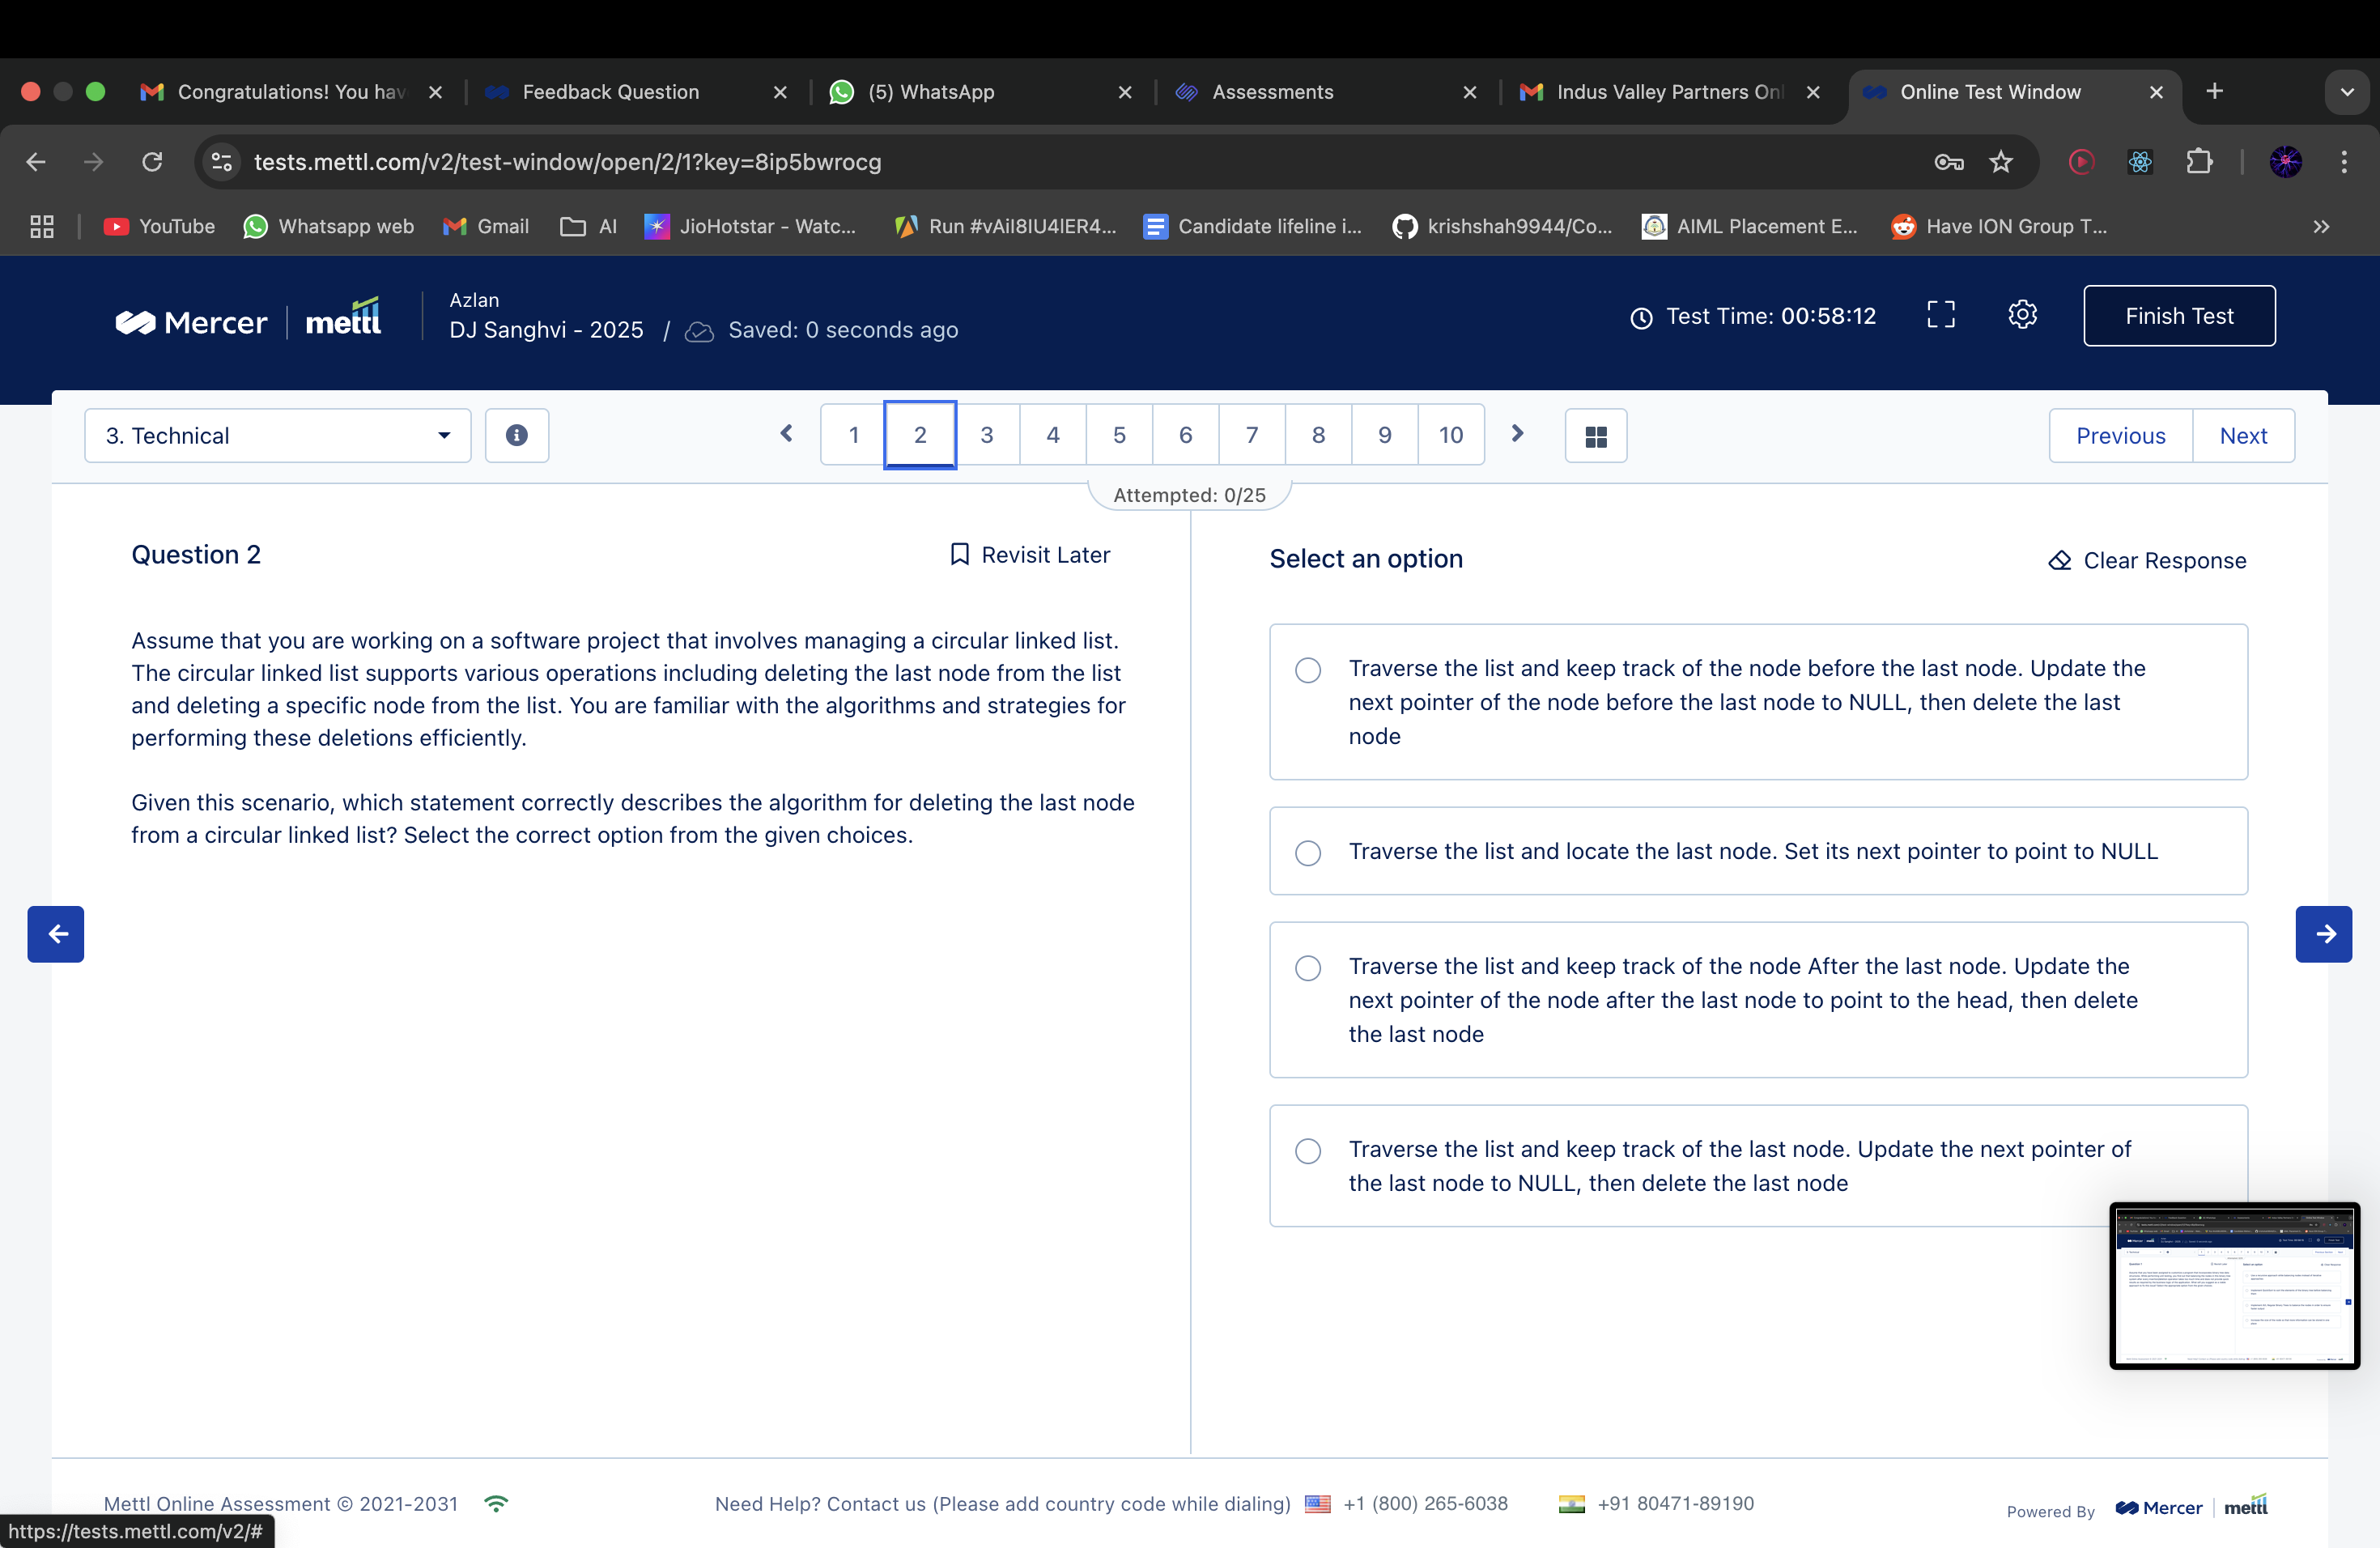 Congratulations! You hav
Feedback Question
(5) WhatsApp
Assessments
Indus Valley Partners Onl
Online Test Window
tests.mettl.com/v2/test-window/open/2/1?key=8ip5bwrocg
YouTube
Whatsapp web
Gmail
AI
JioHotstar - Watc...
Run #vAiI8IU4lER4...
Candidate lifeline i...
krishshah9944/Co...
AIML Placement E...
Have ION Group T...
Mercer | mettl
Azlan
DJ Sanghvi - 2025 / Saved: 0 seconds ago
Test Time: 00:58:12
Finish Test
3. Technical
1 2 3 4 5 6 7 8 9 10
Previous
Next
Attempted: 0/25
Question 2
Revisit Later
Assume that you are working on a software project that involves managing a circular linked list.
The circular linked list supports various operations including deleting the last node from the list
and deleting a specific node from the list. You are familiar with the algorithms and strategies for
performing these deletions efficiently.
Given this scenario, which statement correctly describes the algorithm for deleting the last node
from a circular linked list? Select the correct option from the given choices.
Select an option
Clear Response
Traverse the list and keep track of the node before the last node. Update the
next pointer of the node before the last node to NULL, then delete the last
node
Traverse the list and locate the last node. Set its next pointer to point to NULL
Traverse the list and keep track of the node After the last node. Update the
next pointer of the node after the last node to point to the head, then delete
the last node
Traverse the list and keep track of the last node. Update the next pointer of
the last node to NULL, then delete the last node
Mettl Online Assessment © 2021-2031
Need Help? Contact us (Please add country code while dialing)
+1 (800) 265-6038
+91 80471-89190
Powered By
Mercer | mettl
https://tests.mettl.com/v2/#